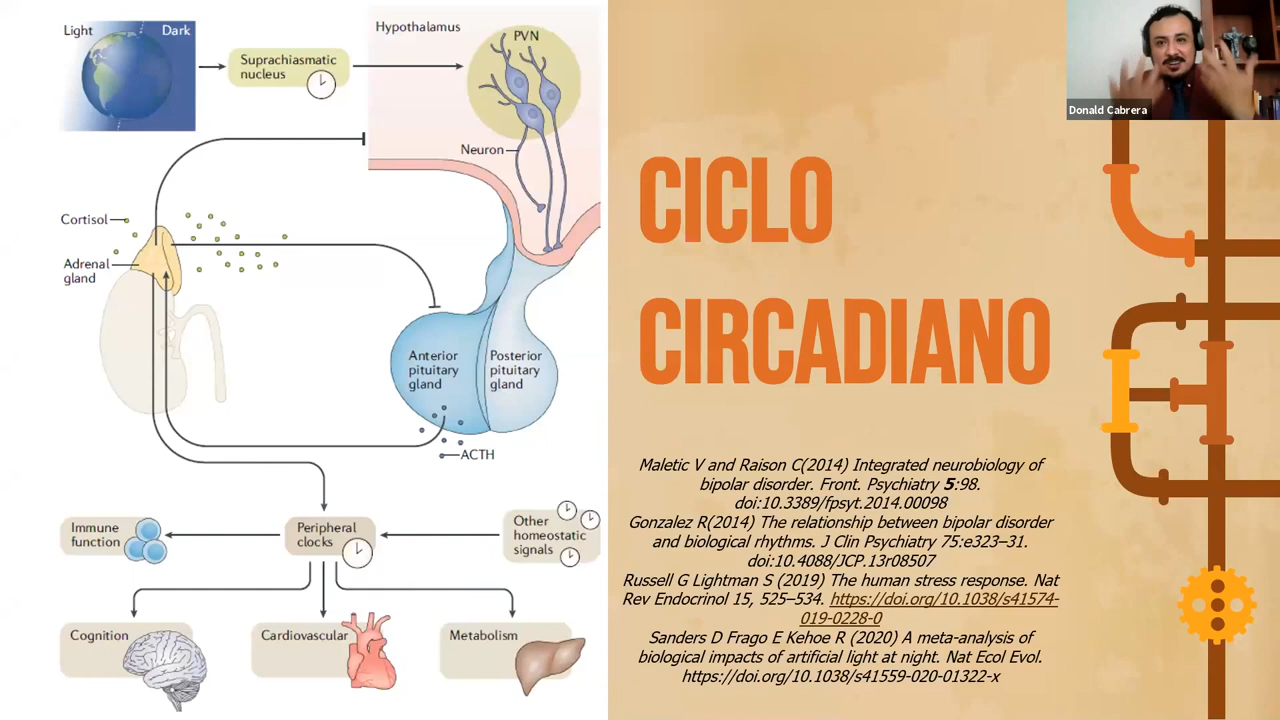 Light
Dark
Suprachiasmatic
nucleus
Hypothalamus
PVN
Neuron
Cortisol
Adrenal
gland
Anterior
pituitary
gland
Posterior
pituitary
gland
ACTH
Immune
function
Peripheral
clocks
Other
homeostatic
signals
Cognition
Cardiovascular
Metabolism
Donald Cabrera
CICLO
CIRCADIANO
Maletic V and Raison C(2014) Integrated neurobiology of
bipolar disorder. Front. Psychiatry 5:98.
doi:10.3389/fpsyt.2014.00098
Gonzalez R(2014) The relationship between bipolar disorder
and biological rhythms. J Clin Psychiatry 75:e323–31.
doi:10.4088/JCP.13r08507
Russell G Lightman S (2019) The human stress response. Nat
Rev Endocrinol 15, 525–534. https://doi.org/10.1038/s41574-
019-0228-0
Sanders D Frago E Kehoe R (2020) A meta-analysis of
biological impacts of artificial light at night. Nat Ecol Evol.
https://doi.org/10.1038/s41559-020-01322-x